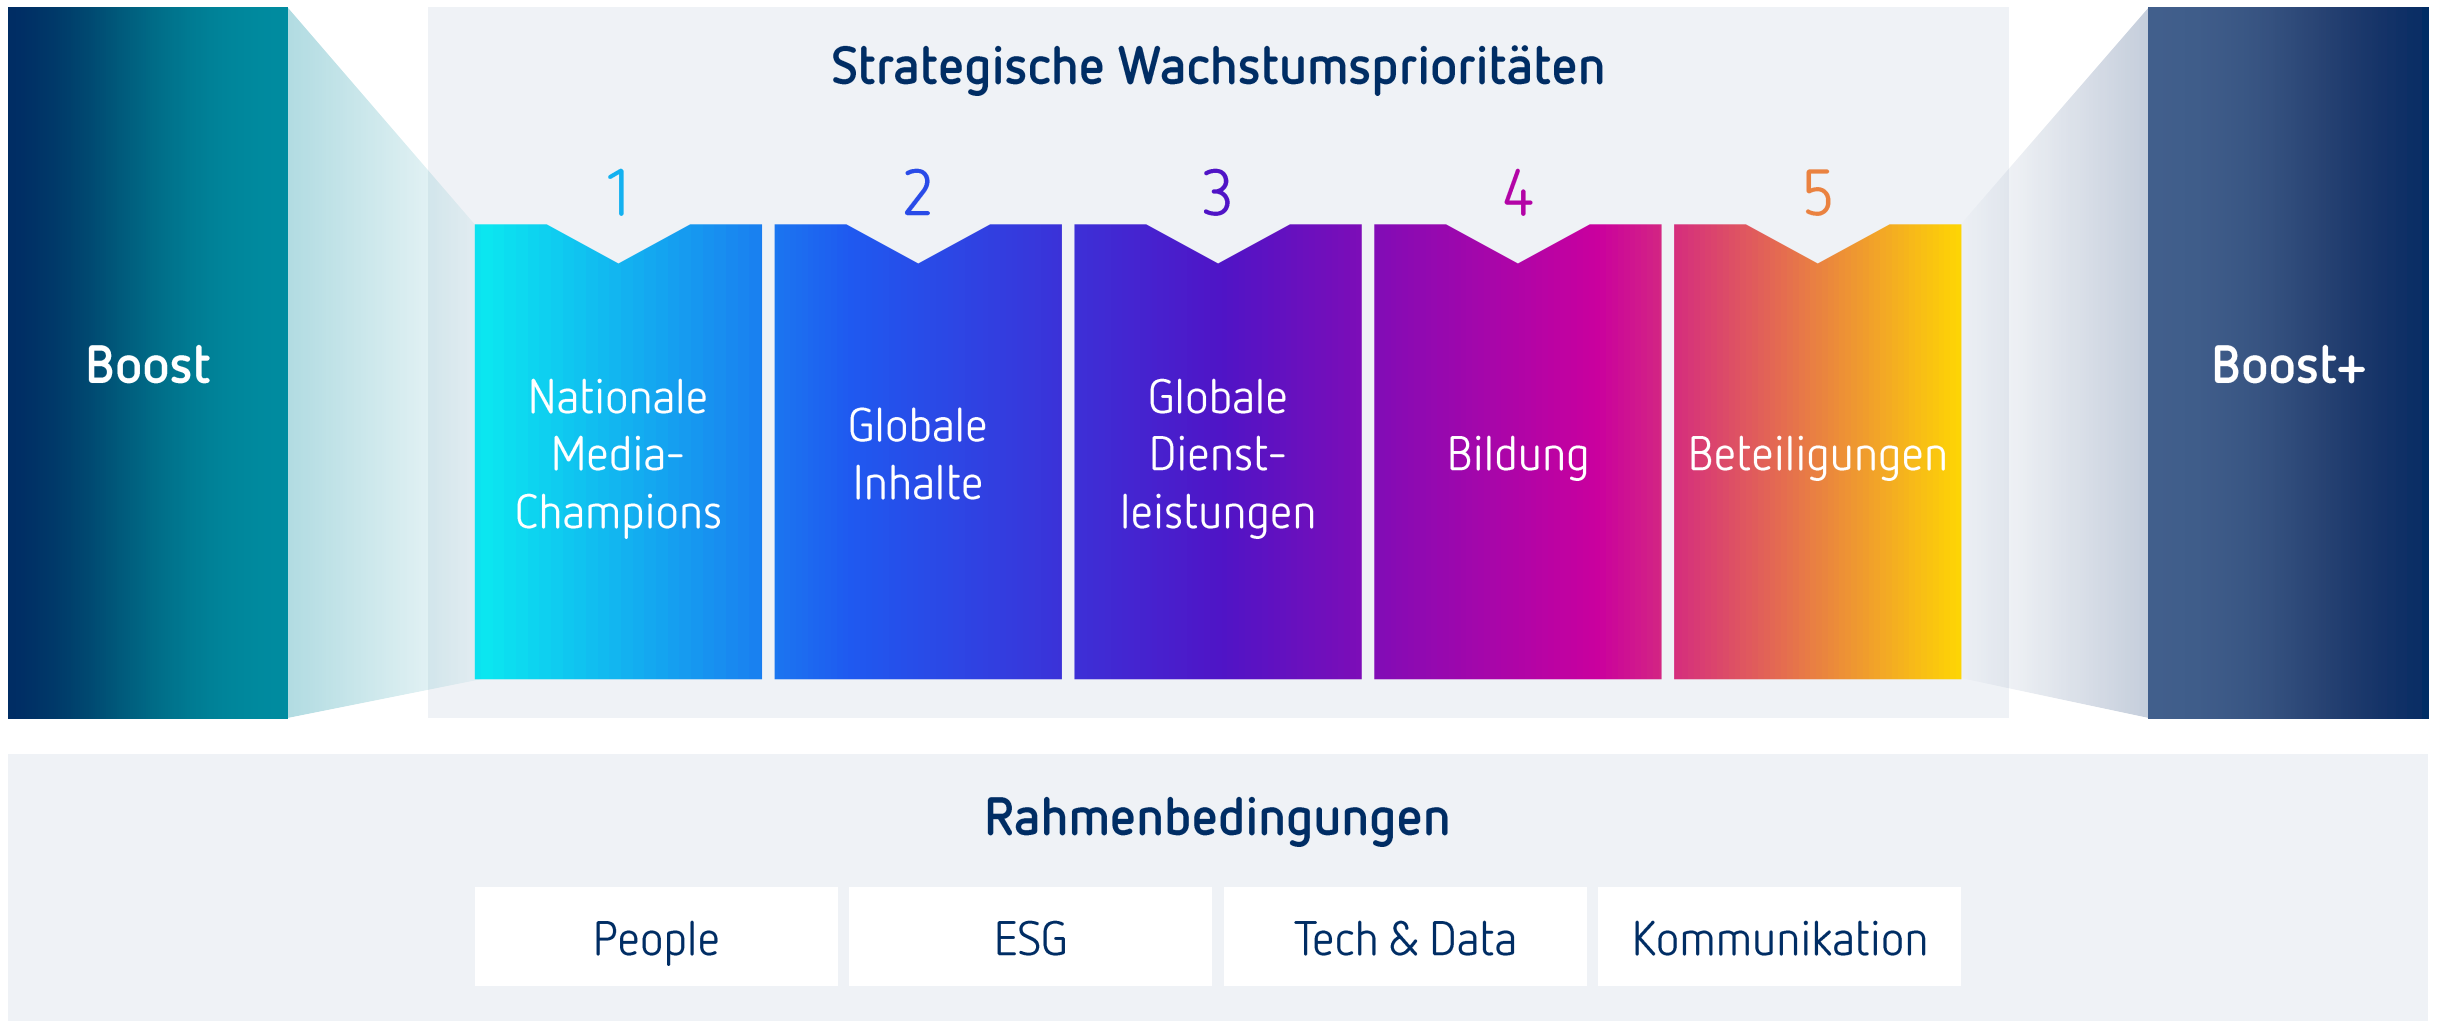 Strategische Wachstumsprioritäten
Boost
1
Nationale
Media-
Champions
2
Globale
Inhalte
3
Globale
Dienst-
leistungen
4
Bildung
5
Beteiligungen
Boost+
Rahmenbedingungen
People
ESG
Tech & Data
Kommunikation